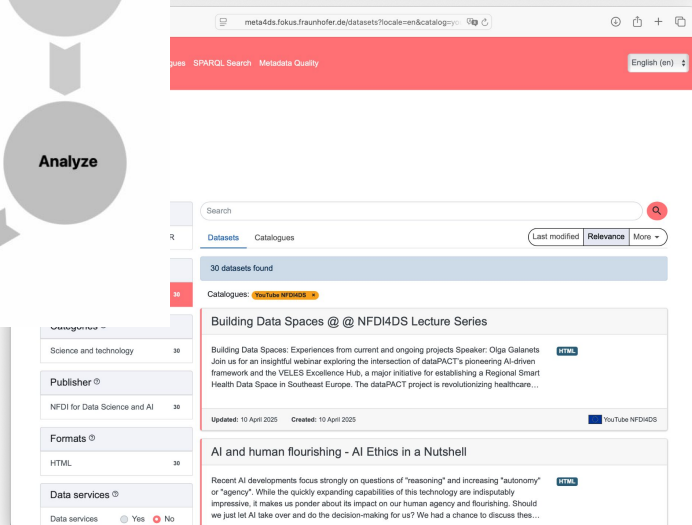 meta4ds.fokus.fraunhofer.de/datasets?locale=en&catalog=yo
gues SPARQL Search Metadata Quality
English (en)
Analyze
Search
R
Datasets Catalogues
Last modified Relevance More
30 datasets found
30
Catalogues: YouTube NFDI4DS ×
Categories
Science and technology 30
Publisher
NFDI for Data Science and AI 30
Formats
HTML 30
Data services
Data services Yes No
Building Data Spaces @ @ NFDI4DS Lecture Series
Building Data Spaces: Experiences from current and ongoing projects Speaker: Olga Galanets
Join us for an insightful webinar exploring the intersection of dataPACT's pioneering AI-driven
framework and the VELES Excellence Hub, a major initiative for establishing a Regional Smart
Health Data Space in Southeast Europe. The dataPACT project is revolutionizing healthcare…
HTML
Updated: 10 April 2025 Created: 10 April 2025
YouTube NFDI4DS
AI and human flourishing - AI Ethics in a Nutshell
Recent AI developments focus strongly on questions of "reasoning" and increasing "autonomy"
or "agency". While the quickly expanding capabilities of this technology are indisputably
impressive, it makes us ponder about its impact on our human agency and flourishing. Should
we just let AI take over and do the decision-making for us? We had a chance to discuss thes…
HTML